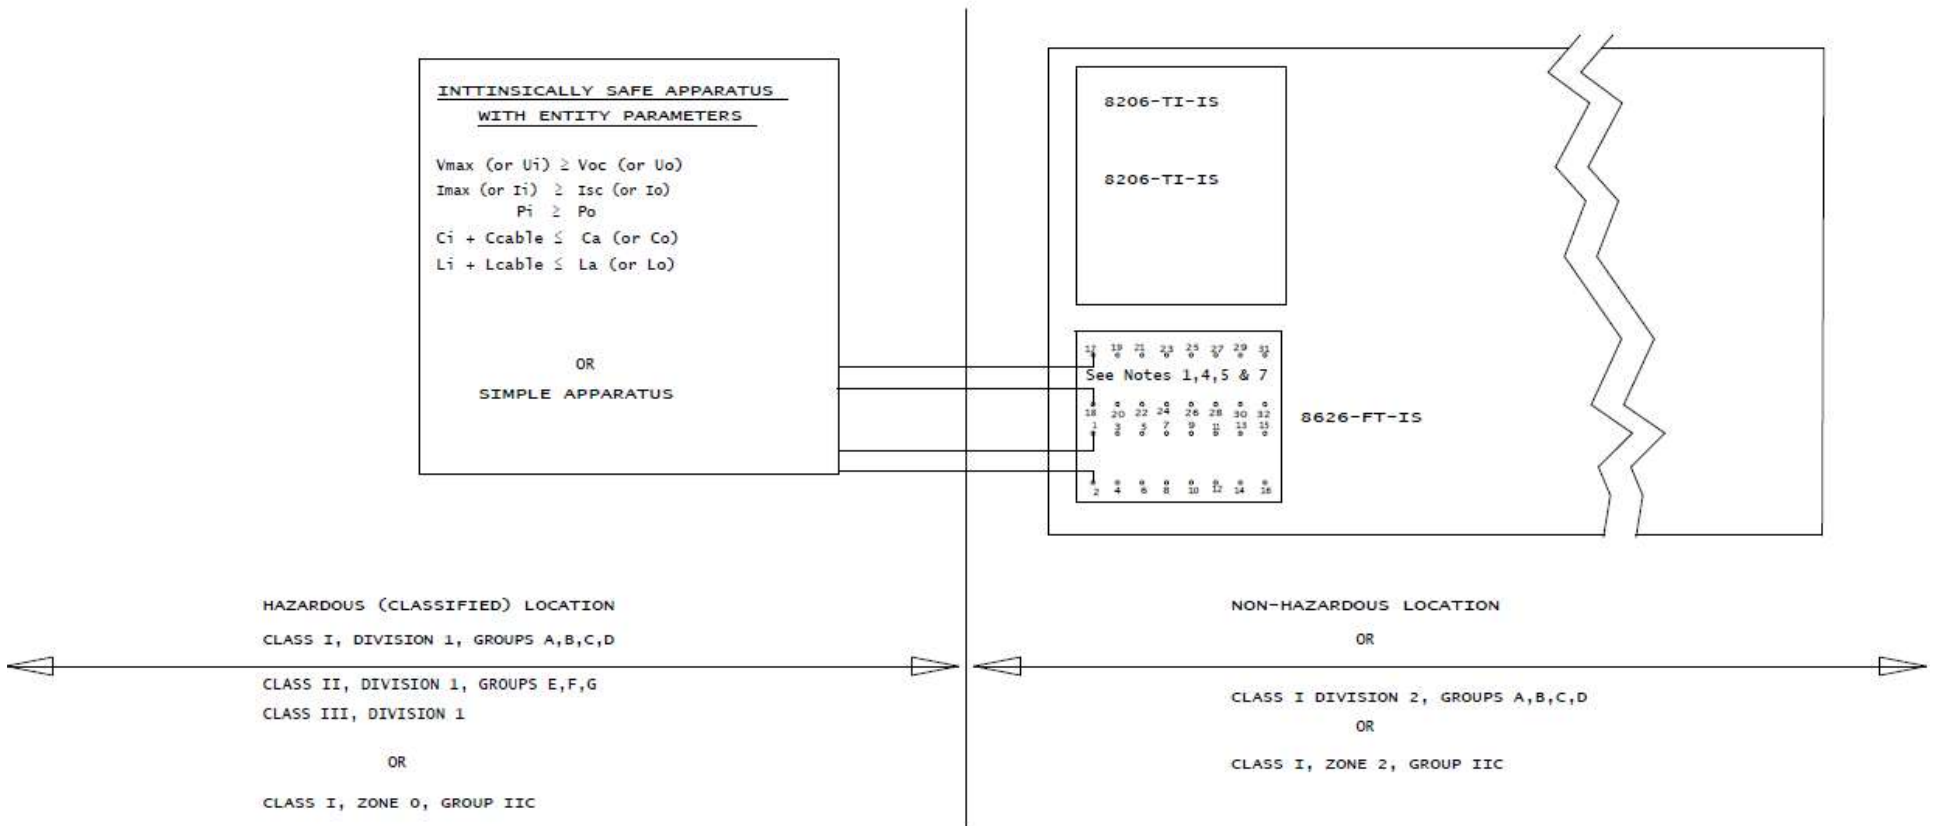 INTTINSICALLY SAFE APPARATUS
WITH ENTITY PARAMETERS
Vmax (or Ui) ≥ Voc (or Uo)
Imax (or Ii) ≥ Isc (or Io)
Pi ≥ Po
Ci + Ccable ≤ Ca (or Co)
Li + Lcable ≤ La (or Lo)
OR
SIMPLE APPARATUS
8206-TI-IS
8206-TI-IS
17 19 21 23 25 27 29 31
See Notes 1,4,5 & 7
18 20 22 24 26 28 30 32
1 3 5 7 9 11 13 15
2 4 6 8 10 12 14 16
8626-FT-IS
HAZARDOUS (CLASSIFIED) LOCATION
CLASS I, DIVISION 1, GROUPS A,B,C,D
CLASS II, DIVISION 1, GROUPS E,F,G
CLASS III, DIVISION 1
OR
CLASS I, ZONE 0, GROUP IIC
NON-HAZARDOUS LOCATION
OR
CLASS I DIVISION 2, GROUPS A,B,C,D
OR
CLASS I, ZONE 2, GROUP IIC